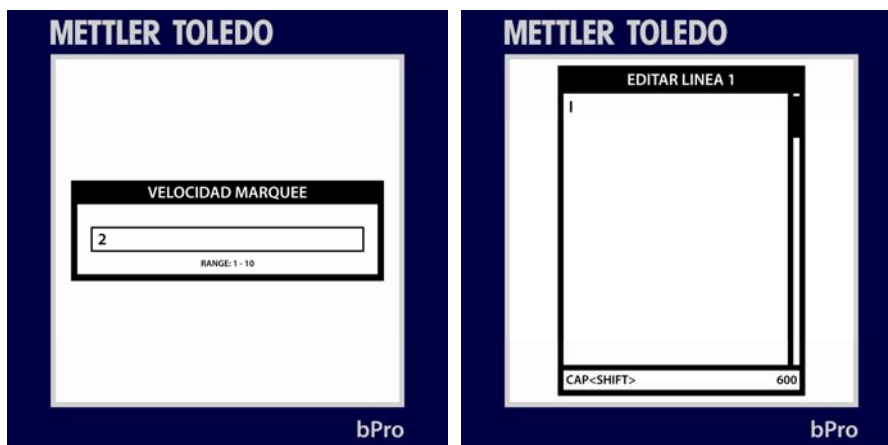 METTLER TOLEDO
VELOCIDAD MARQUEE
2
RANGE: 1 - 10
bPro
METTLER TOLEDO
EDITAR LINEA 1
CAP<SHIFT> 600
bPro